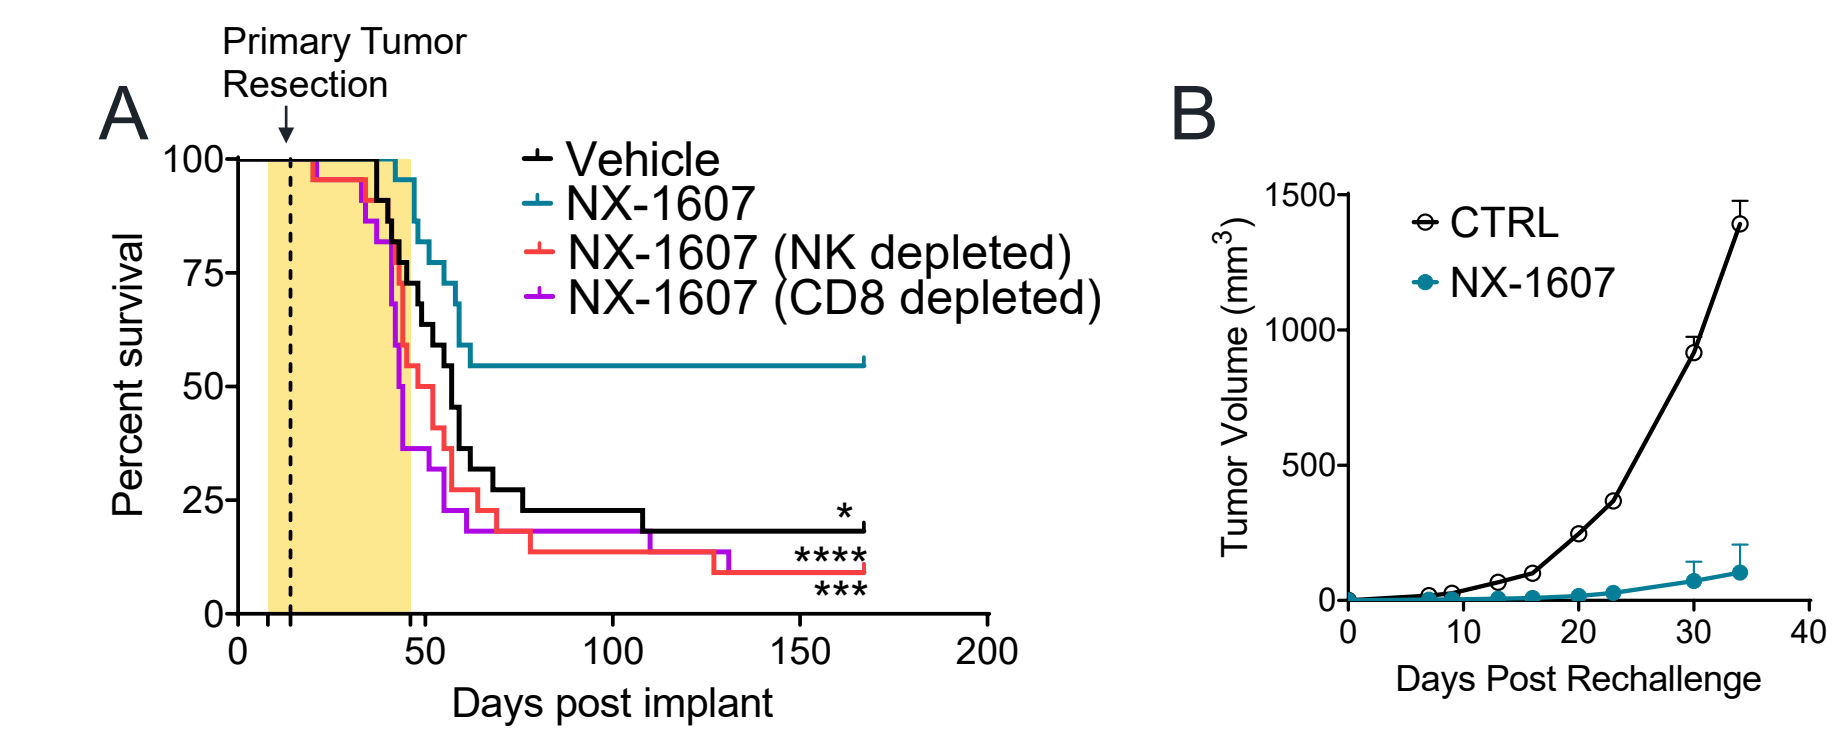 Primary Tumor
Resection
A
100
75
50
25
0
Percent survival
Vehicle
NX-1607
NX-1607 (NK depleted)
NX-1607 (CD8 depleted)
*
****
***
0 50 100 150 200
Days post implant
B
1500
1000
500
0
Tumor Volume (mm³)
CTRL
NX-1607
0 10 20 30 40
Days Post Rechallenge